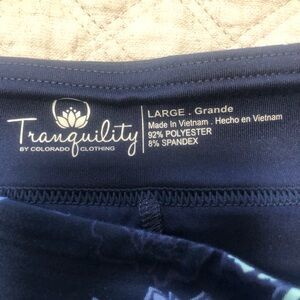 Tranquility
BY COLORADO CLOTHING
LARGE . Grande
Made in Vietnam . Hecho en Vietnam
92% POLYESTER
8% SPANDEX